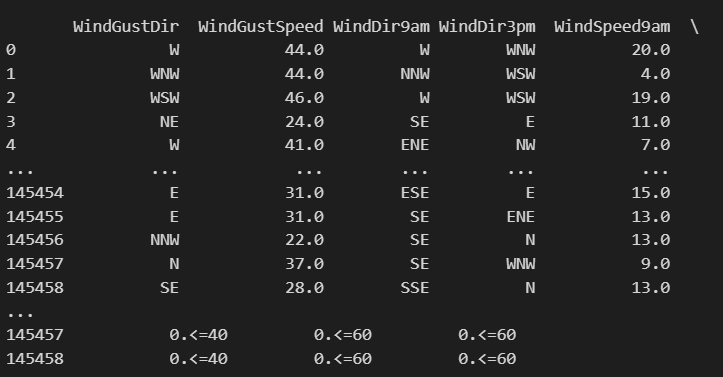 WindGustDir WindGustSpeed WindDir9am WindDir3pm WindSpeed9am \
0 W 44.0 W WNW 20.0
1 WNW 44.0 NNW WSW 4.0
2 WSW 46.0 W WSW 19.0
3 NE 24.0 SE E 11.0
4 W 41.0 ENE NW 7.0
... ... ... ... ... ...
145454 E 31.0 ESE E 15.0
145455 E 31.0 SE ENE 13.0
145456 NNW 22.0 SE N 13.0
145457 N 37.0 SE WNW 9.0
145458 SE 28.0 SSE N 13.0
...
145457 0.<=40 0.<=60 0.<=60
145458 0.<=40 0.<=60 0.<=60